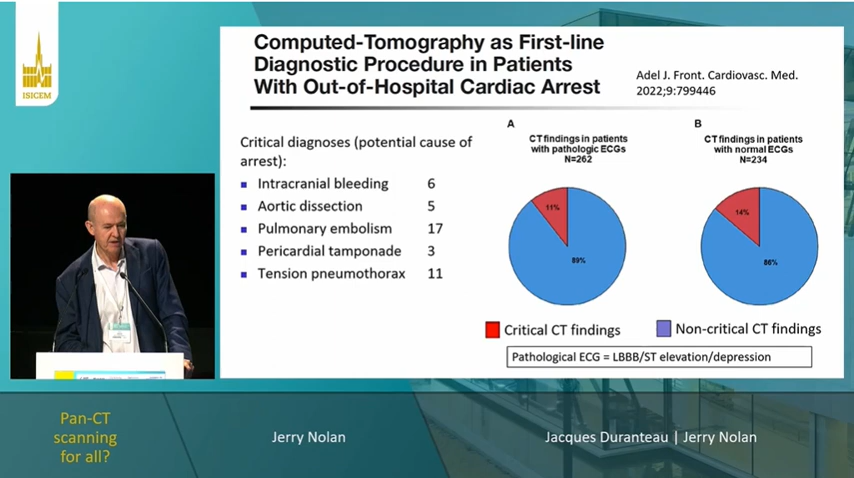 ISICEM
Computed-Tomography as First-line
Diagnostic Procedure in Patients
With Out-of-Hospital Cardiac Arrest
Adel J. Front. Cardiovasc. Med.
2022;9:799446
Critical diagnoses (potential cause of
arrest):
Intracranial bleeding 6
Aortic dissection 5
Pulmonary embolism 17
Pericardial tamponade 3
Tension pneumothorax 11
A
CT findings in patients
with pathologic ECGs
N=262
11%
89%
B
CT findings in patients
with normal ECGs
N=234
14%
86%
Critical CT findings
Non-critical CT findings
Pathological ECG = LBBB/ST elevation/depression
Pan-CT
scanning
for all?
Jerry Nolan
Jacques Duranteau | Jerry Nolan